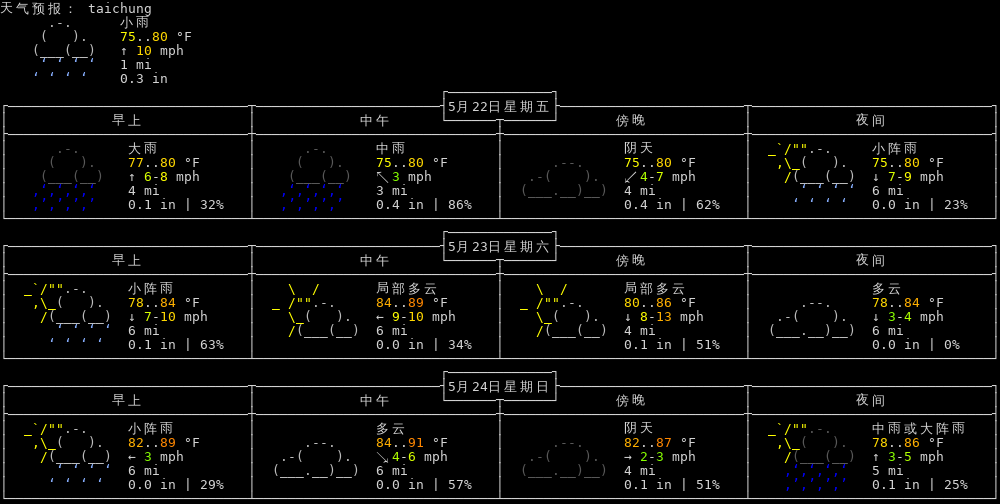 天气预报： taichung
小雨
75..80 °F
↑ 10 mph
1 mi
0.3 in
5月22日星期五
早上 中午 傍晚 夜间
大雨 中雨 阴天 小阵雨
77..80 °F 75..80 °F 75..80 °F 75..80 °F
↑ 6-8 mph ↖ 3 mph ↙ 4-7 mph ↓ 7-9 mph
4 mi 3 mi 4 mi 6 mi
0.1 in | 32% 0.4 in | 86% 0.4 in | 62% 0.0 in | 23%
5月23日星期六
早上 中午 傍晚 夜间
小阵雨 局部多云 局部多云 多云
78..84 °F 84..89 °F 80..86 °F 78..84 °F
↓ 7-10 mph ← 9-10 mph ↓ 8-13 mph ↓ 3-4 mph
6 mi 6 mi 4 mi 6 mi
0.1 in | 63% 0.0 in | 34% 0.1 in | 51% 0.0 in | 0%
5月24日星期日
早上 中午 傍晚 夜间
小阵雨 多云 阴天 中雨或大阵雨
82..89 °F 84..91 °F 82..87 °F 78..86 °F
← 3 mph ↘ 4-6 mph → 2-3 mph ↑ 3-5 mph
6 mi 6 mi 4 mi 5 mi
0.0 in | 29% 0.0 in | 57% 0.1 in | 51% 0.1 in | 25%